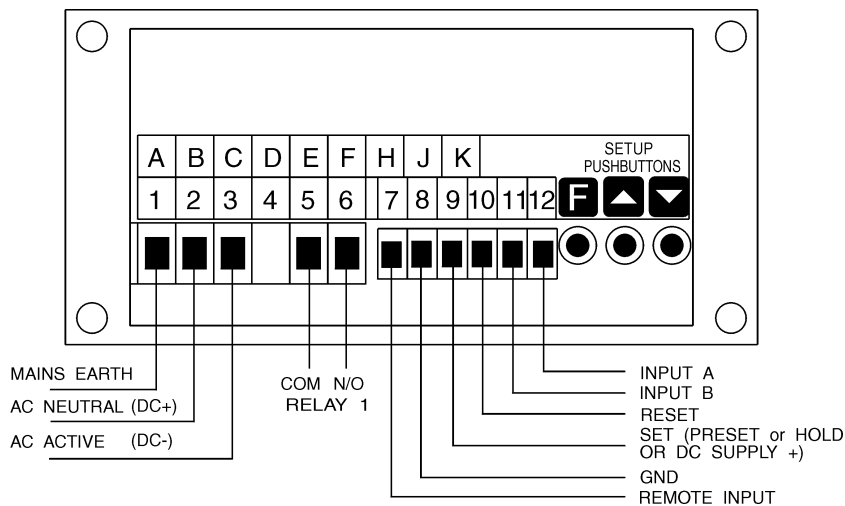 A B C D E F H J K
SETUP
PUSHBUTTONS
1 2 3 4 5 6 7 8 9 10 11 12 F
MAINS EARTH
AC NEUTRAL (DC+)
AC ACTIVE (DC-)
COM N/O
RELAY 1
INPUT A
INPUT B
RESET
SET (PRESET or HOLD
OR DC SUPPLY +)
GND
REMOTE INPUT